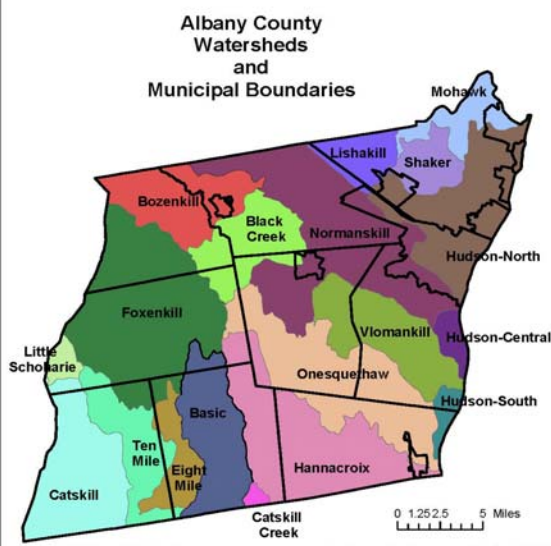 Albany County
Watersheds
and
Municipal Boundaries
Mohawk
Lishakill
Shaker
Bozenkill
Black
Creek
Normanskill
Hudson-North
Foxenkill
Vlomankill
Hudson-Central
Little
Schoharie
Onesquethaw
Hudson-South
Basic
Ten
Mile
Eight
Mile
Hannacroix
Catskill
Catskill
Creek
0 1.252.5 5 Miles